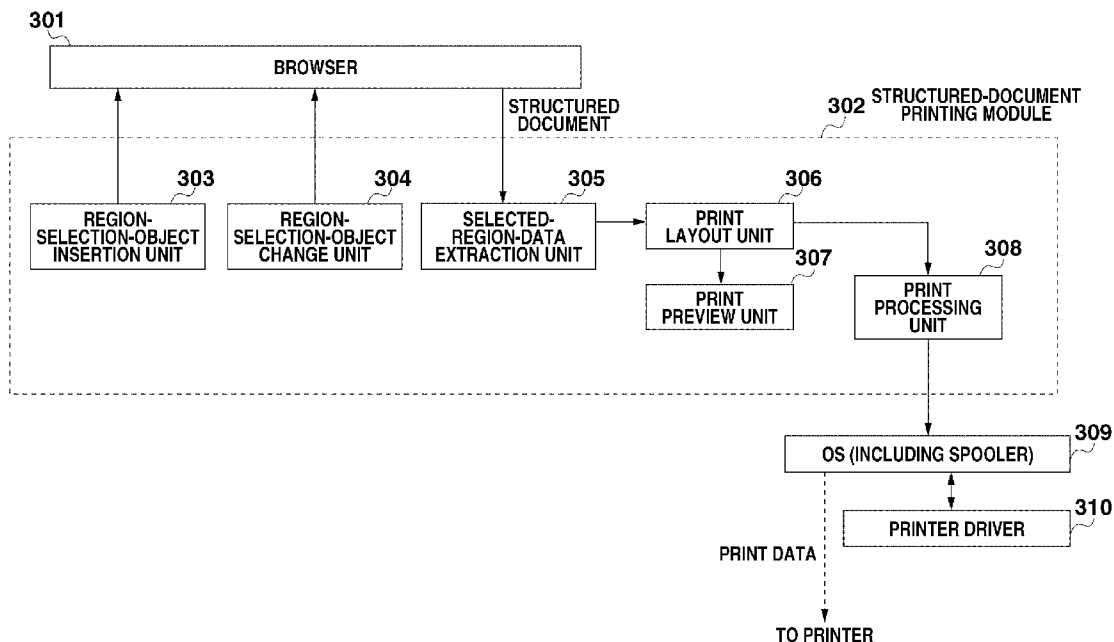 301
BROWSER
STRUCTURED
DOCUMENT
302
STRUCTURED-DOCUMENT
PRINTING MODULE
303
REGION-
SELECTION-OBJECT
INSERTION UNIT
304
REGION-
SELECTION-OBJECT
CHANGE UNIT
305
SELECTED-
REGION-DATA
EXTRACTION UNIT
306
PRINT
LAYOUT UNIT
307
PRINT
PREVIEW UNIT
308
PRINT
PROCESSING
UNIT
309
OS (INCLUDING SPOOLER)
310
PRINTER DRIVER
PRINT DATA
TO PRINTER